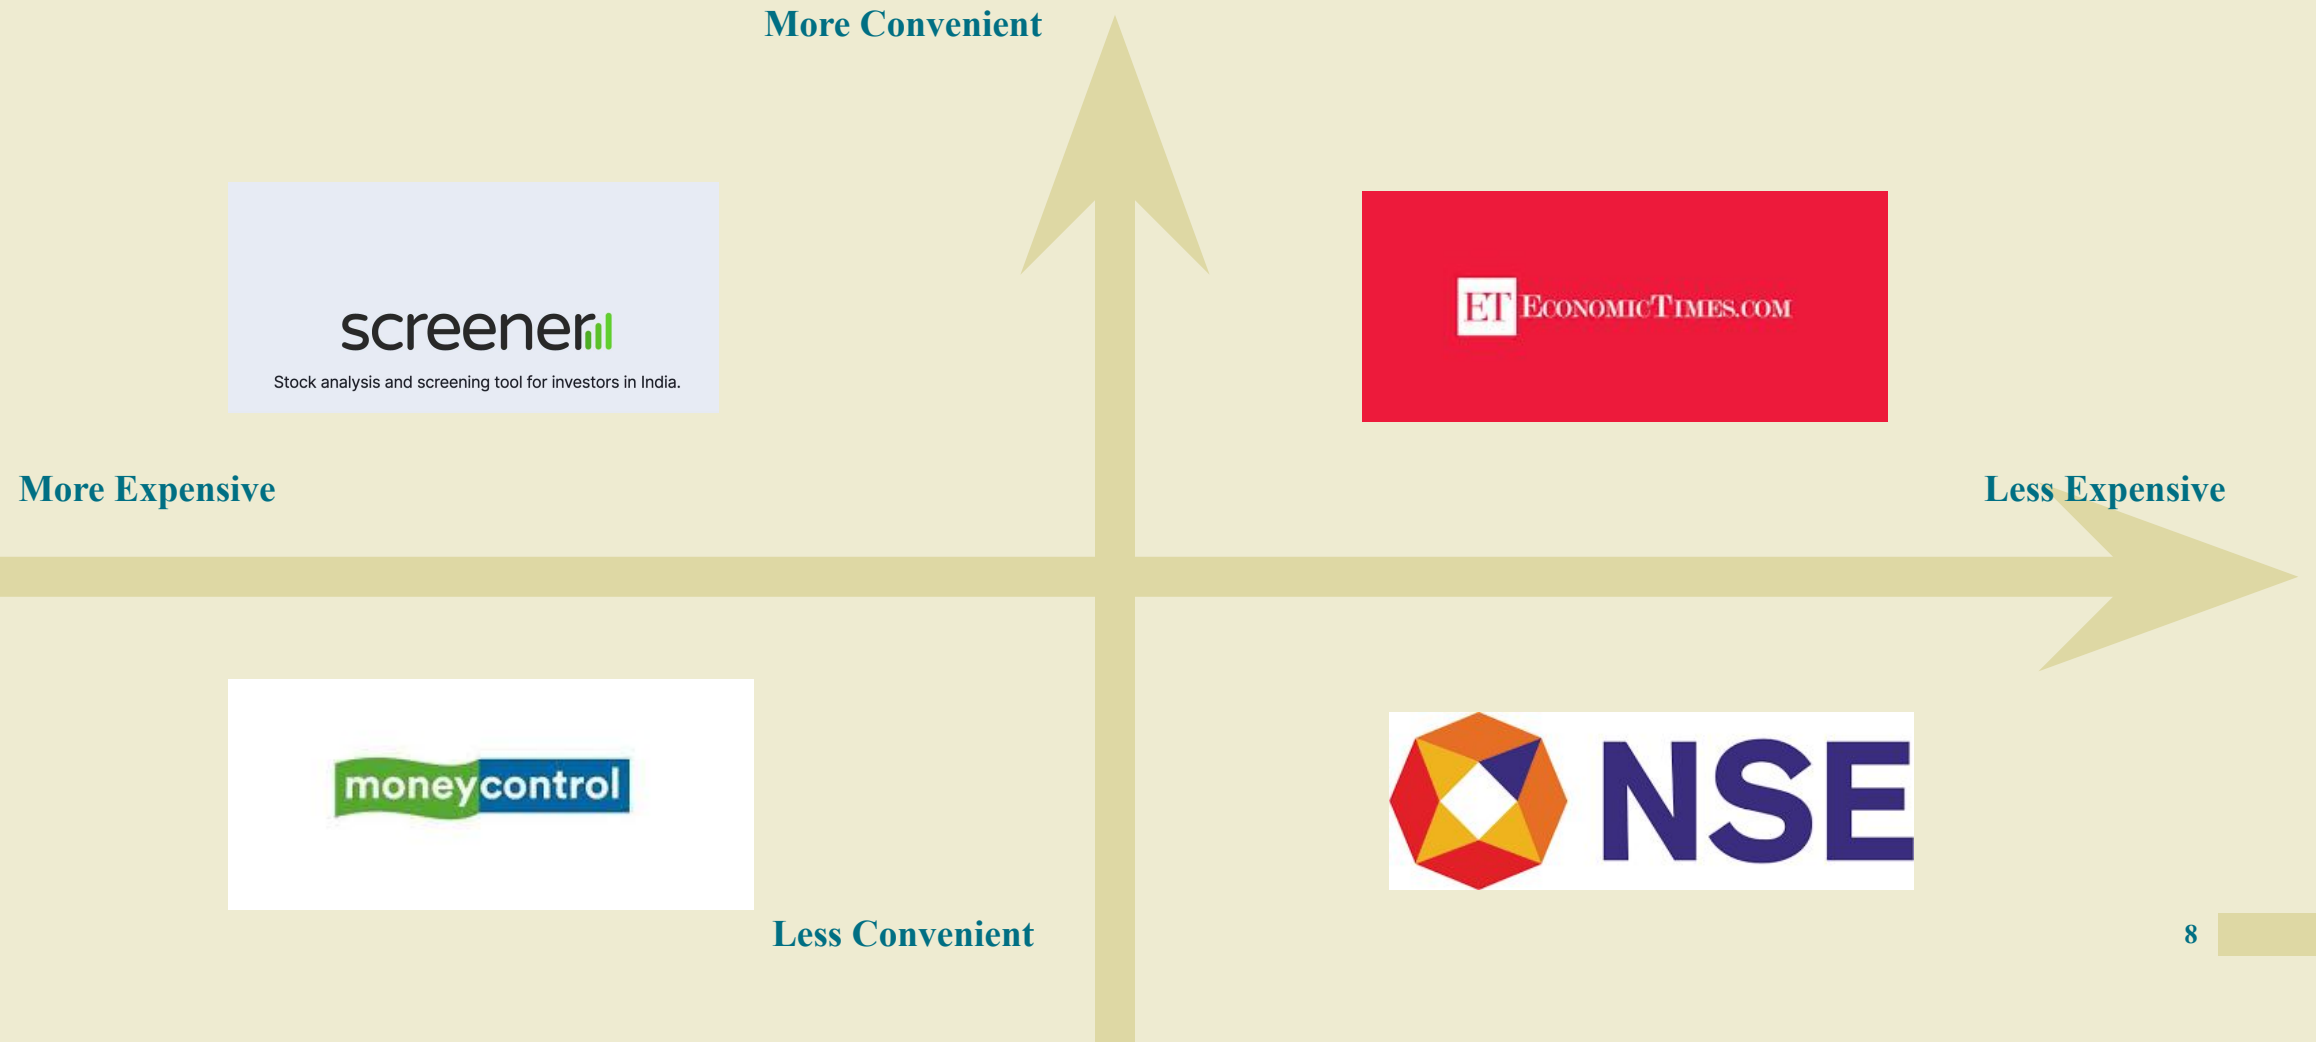 More Convenient
screener
Stock analysis and screening tool for investors in India.
ET ECONOMICTIMES.COM
More Expensive
Less Expensive
moneycontrol
NSE
Less Convenient
8